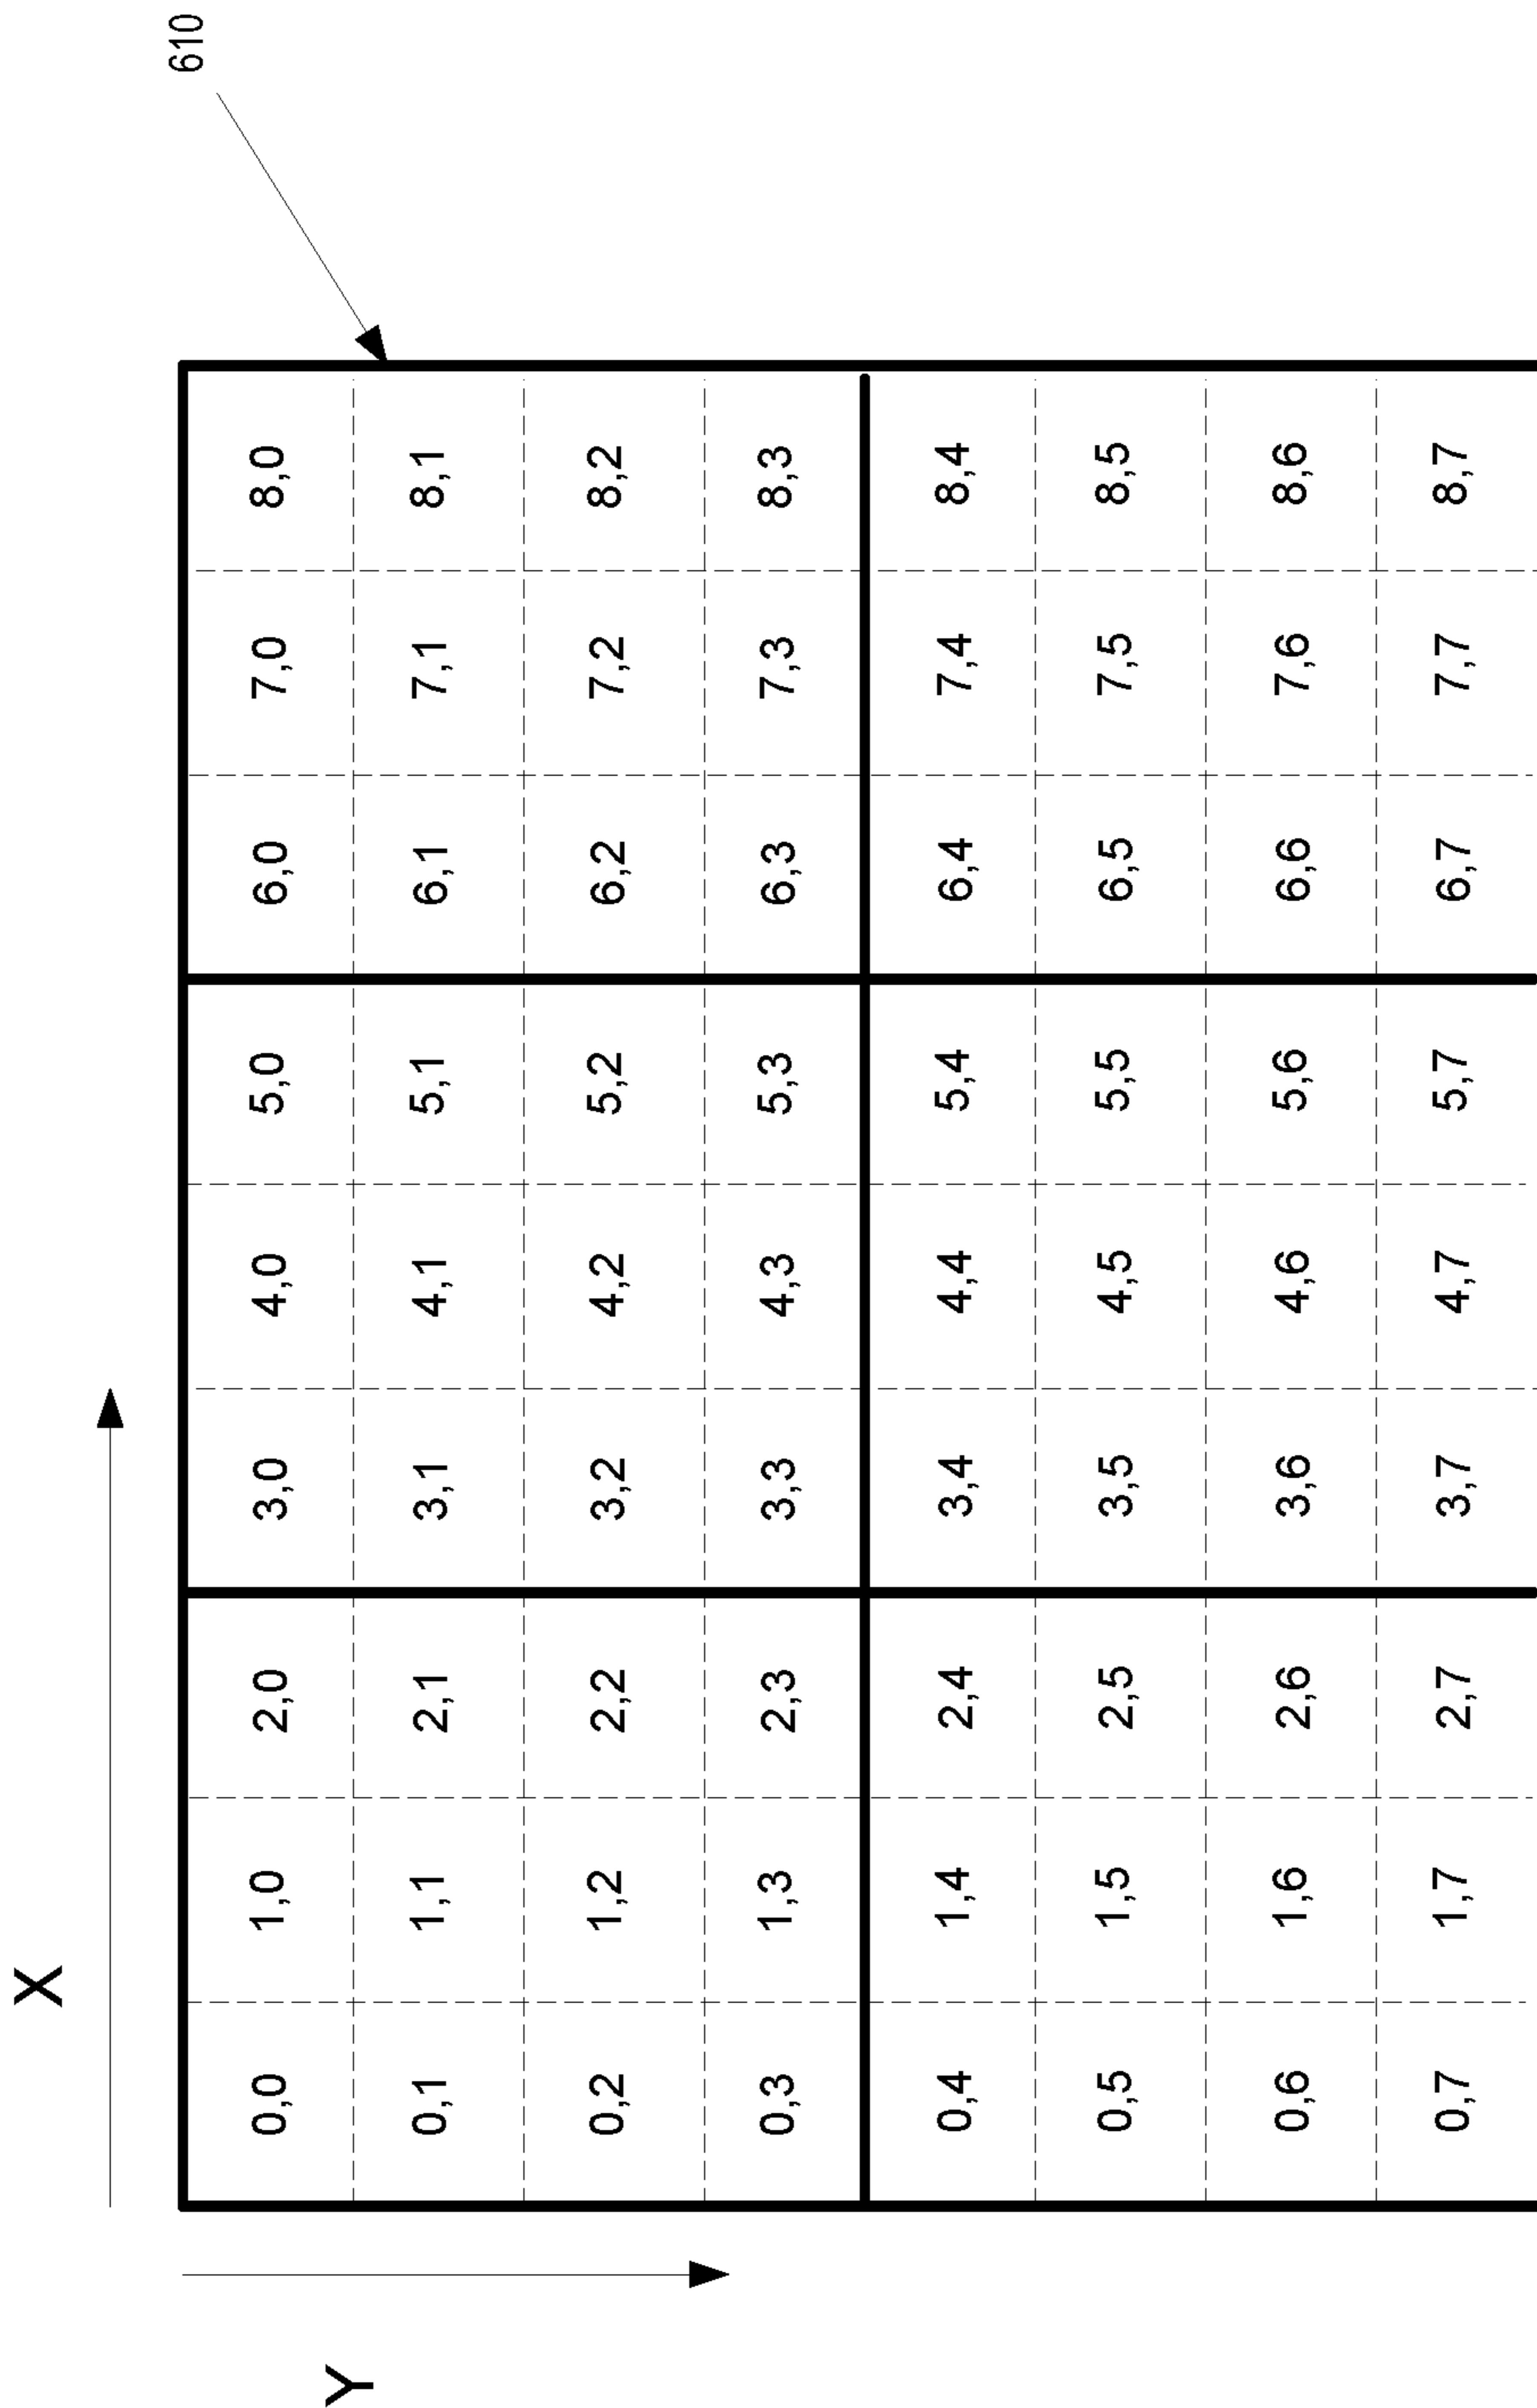 610
X
Y
0,0 1,0 2,0 3,0 4,0 5,0 6,0 7,0 8,0
0,1 1,1 2,1 3,1 4,1 5,1 6,1 7,1 8,1
0,2 1,2 2,2 3,2 4,2 5,2 6,2 7,2 8,2
0,3 1,3 2,3 3,3 4,3 5,3 6,3 7,3 8,3
0,4 1,4 2,4 3,4 4,4 5,4 6,4 7,4 8,4
0,5 1,5 2,5 3,5 4,5 5,5 6,5 7,5 8,5
0,6 1,6 2,6 3,6 4,6 5,6 6,6 7,6 8,6
0,7 1,7 2,7 3,7 4,7 5,7 6,7 7,7 8,7